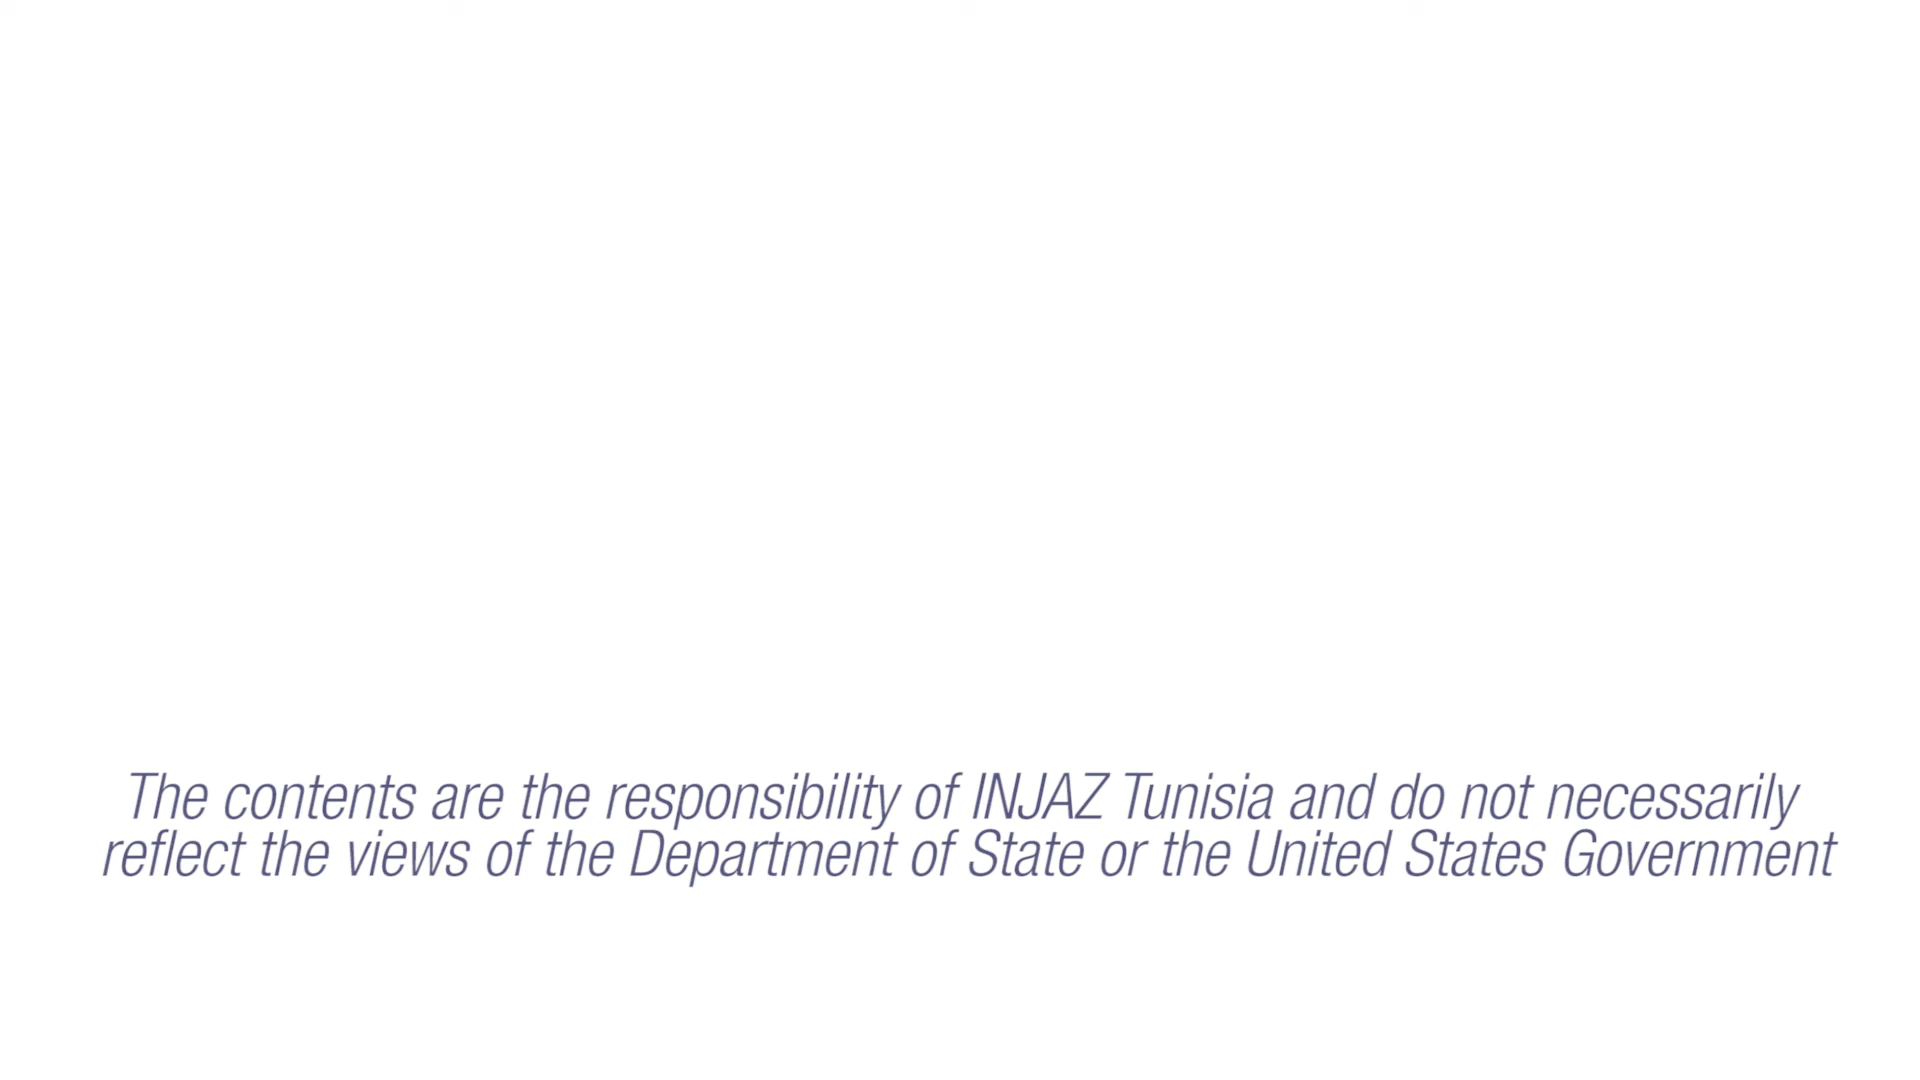 The contents are the responsibility of INJAZ Tunisia and do not necessarily
reflect the views of the Department of State or the United States Government